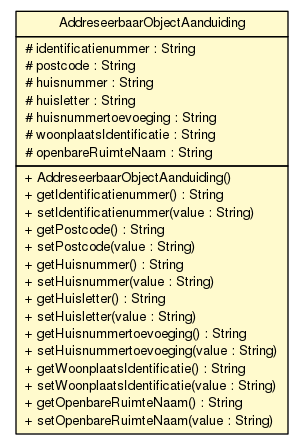 AddreseerbaarObjectAanduiding
# identificatienummer : String
# postcode : String
# huisnummer : String
# huisletter : String
# huisnummertoevoeging : String
# woonplaatsIdentificatie : String
# openbareRuimteNaam : String
+ AddreseerbaarObjectAanduiding()
+ getIdentificatienummer() : String
+ setIdentificatienummer(value : String)
+ getPostcode() : String
+ setPostcode(value : String)
+ getHuisnummer() : String
+ setHuisnummer(value : String)
+ getHuisletter() : String
+ setHuisletter(value : String)
+ getHuisnummertoevoeging() : String
+ setHuisnummertoevoeging(value : String)
+ getWoonplaatsIdentificatie() : String
+ setWoonplaatsIdentificatie(value : String)
+ getOpenbareRuimteNaam() : String
+ setOpenbareRuimteNaam(value : String)